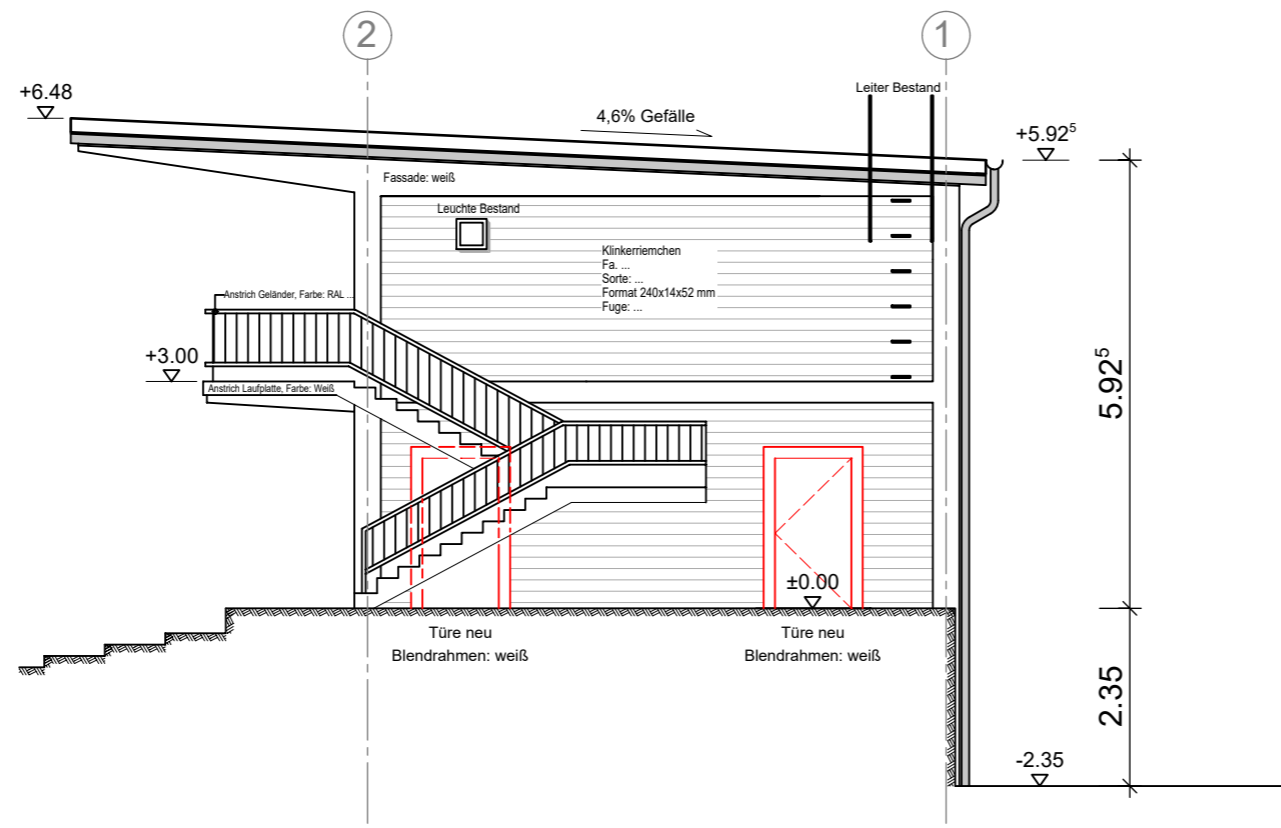 2
1
+6.48
Leiter Bestand
4,6% Gefälle
+5.92⁵
Fassade: weiß
Leuchte Bestand
Klinkerriemchen
Fa. ...
Sorte: ...
Format 240x14x52 mm
Fuge: ...
Anstrich Geländer, Farbe: RAL ...
+3.00
Anstrich Laufplatte, Farbe: Weiß
5.92⁵
±0.00
Türe neu
Blendrahmen: weiß
Türe neu
Blendrahmen: weiß
2.35
-2.35